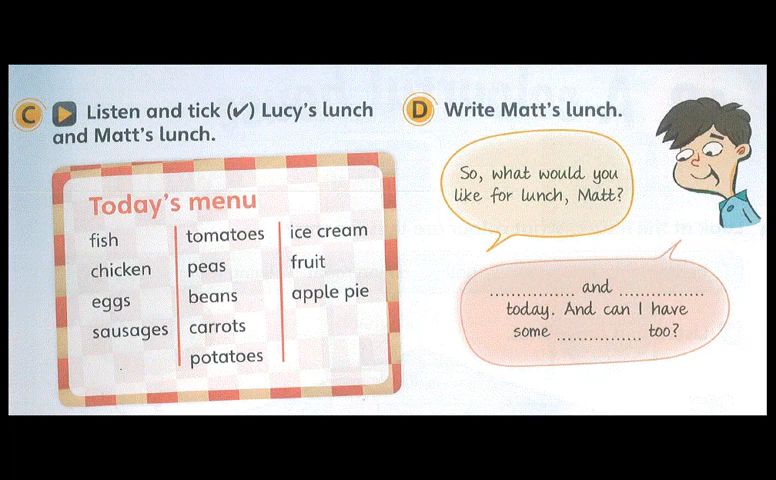 C Listen and tick (✓) Lucy's lunch
and Matt's lunch.
Today's menu
fish
chicken
eggs
sausages
tomatoes
peas
beans
carrots
potatoes
ice cream
fruit
apple pie
D Write Matt's lunch.
So, what would you
like for lunch, Matt?
............... and ...............
today. And can I have
some ............... too?